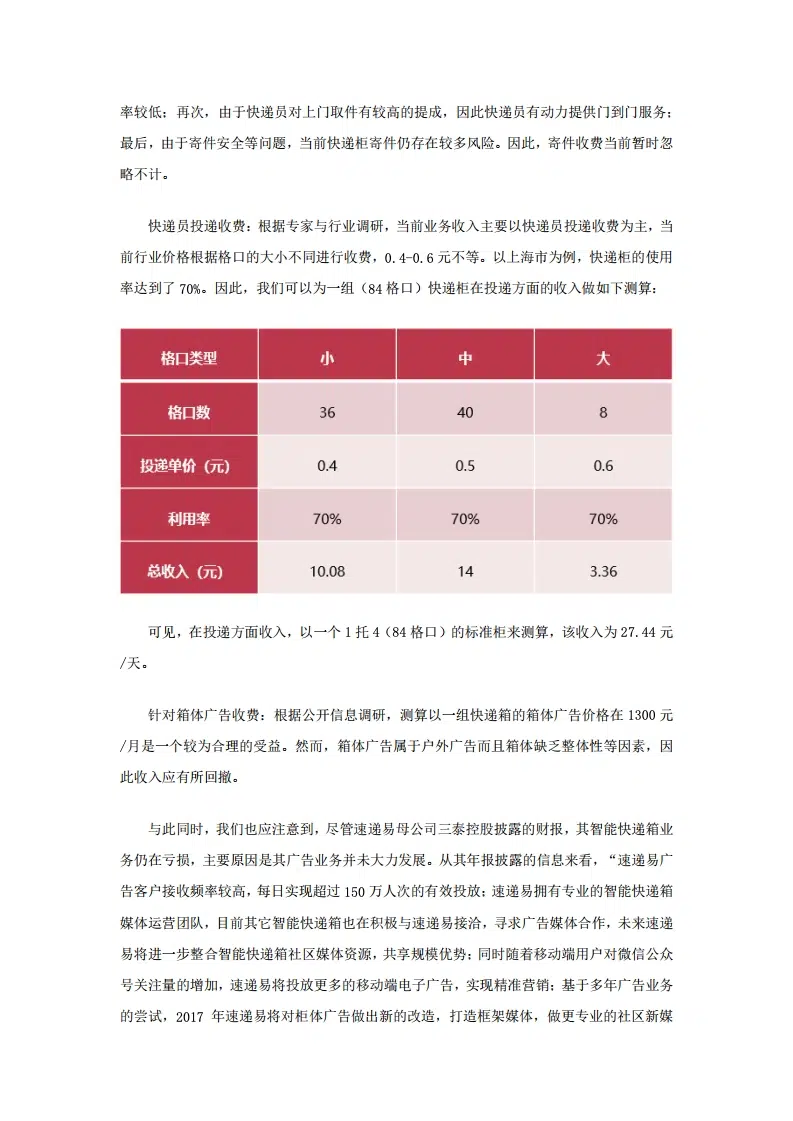 率较低；再次，由于快递员对上门取件有较高的提成，因此快递员有动力提供门到门服务；
最后，由于寄件安全等问题，当前快递柜寄件仍存在较多风险。因此，寄件收费当前暂时忽
略不计。
快递员投递收费：根据专家与行业调研，当前业务收入主要以快递员投递收费为主，当
前行业价格根据格口的大小不同进行收费，0.4-0.6 元不等。以上海市为例，快递柜的使用
率达到了 70%。因此，我们可以为一组（84 格口）快递柜在投递方面的收入做如下测算：
格口类型 小 中 大
格口数 36 40 8
投递单价（元） 0.4 0.5 0.6
利用率 70% 70% 70%
总收入（元） 10.08 14 3.36
可见，在投递方面收入，以一个 1 托 4（84 格口）的标准柜来测算，该收入为 27.44 元
/天。
针对箱体广告收费：根据公开信息调研，测算以一组快递箱的箱体广告价格在 1300 元
/月是一个较为合理的受益。然而，箱体广告属于户外广告而且箱体缺乏整体性等因素，因
此收入应有所回撤。
与此同时，我们也应注意到，尽管速递易母公司三泰控股披露的财报，其智能快递箱业
务仍在亏损，主要原因是其广告业务并未大力发展。从其年报披露的信息来看，“速递易广
告客户接收频率较高，每日实现超过 150 万人次的有效投放；速递易拥有专业的智能快递箱
媒体运营团队，目前其它智能快递箱也在积极与速递易接洽，寻求广告媒体合作，未来速递
易将进一步整合智能快递箱社区媒体资源，共享规模优势；同时随着移动端用户对微信公众
号关注量的增加，速递易将投放更多的移动端电子广告，实现精准营销；基于多年广告业务
的尝试，2017 年速递易将对柜体广告做出新的改造，打造框架媒体，做更专业的社区新媒